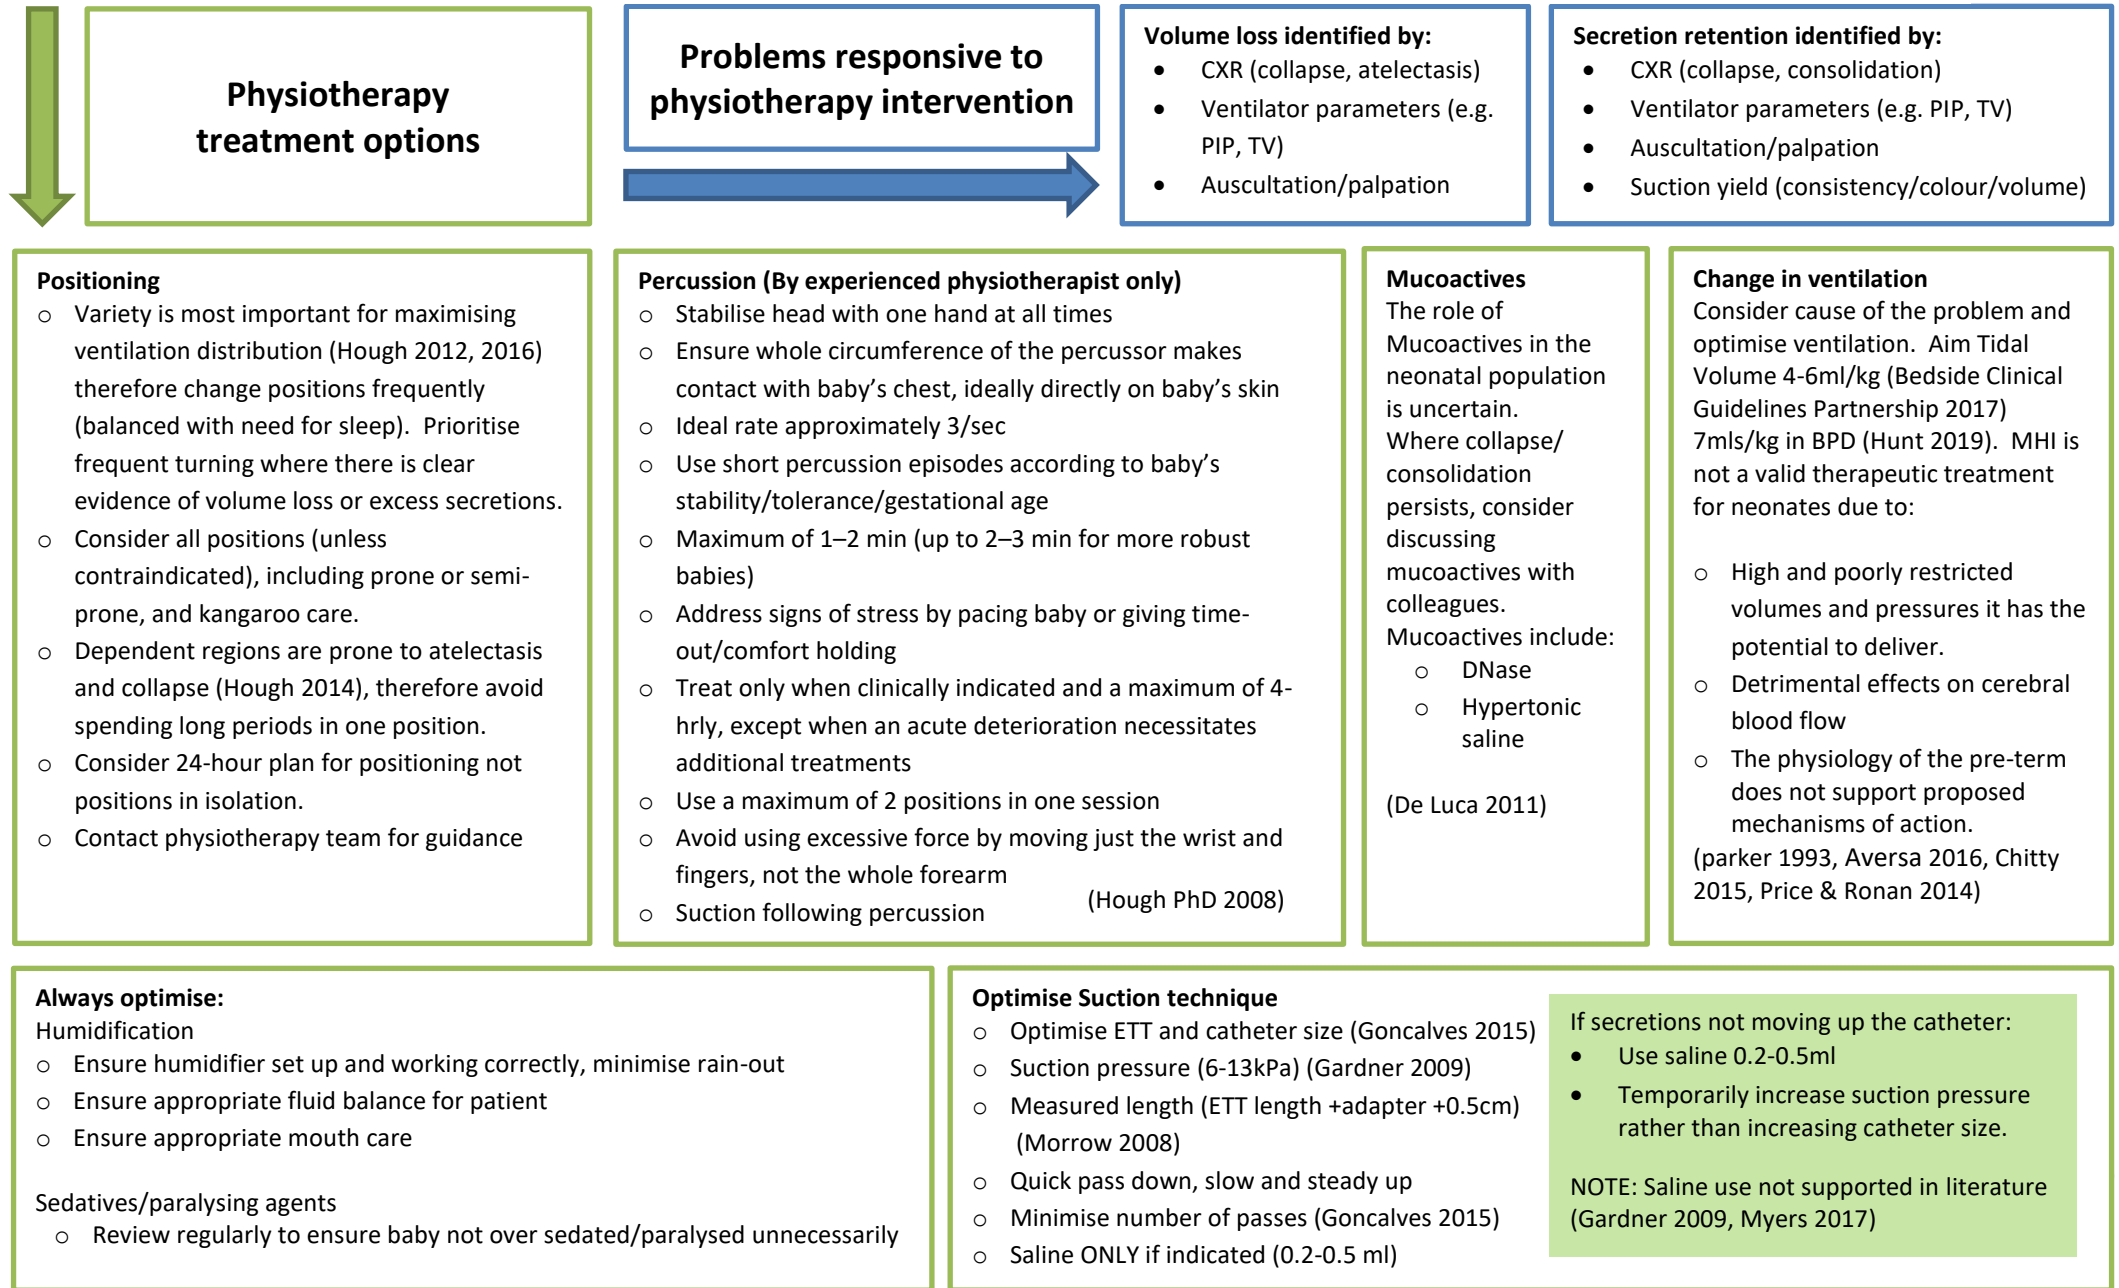 Physiotherapy
treatment options
Problems responsive to
physiotherapy intervention
Volume loss identified by:
• CXR (collapse, atelectasis)
• Ventilator parameters (e.g.
PIP, TV)
• Auscultation/palpation
Secretion retention identified by:
• CXR (collapse, consolidation)
• Ventilator parameters (e.g. PIP, TV)
• Auscultation/palpation
• Suction yield (consistency/colour/volume)
Positioning
o Variety is most important for maximising
ventilation distribution (Hough 2012, 2016)
therefore change positions frequently
(balanced with need for sleep). Prioritise
frequent turning where there is clear
evidence of volume loss or excess secretions.
o Consider all positions (unless
contraindicated), including prone or semi-
prone, and kangaroo care.
o Dependent regions are prone to atelectasis
and collapse (Hough 2014), therefore avoid
spending long periods in one position.
o Consider 24-hour plan for positioning not
positions in isolation.
o Contact physiotherapy team for guidance
Percussion (By experienced physiotherapist only)
o Stabilise head with one hand at all times
o Ensure whole circumference of the percussor makes
contact with baby’s chest, ideally directly on baby’s skin
o Ideal rate approximately 3/sec
o Use short percussion episodes according to baby’s
stability/tolerance/gestational age
o Maximum of 1–2 min (up to 2–3 min for more robust
babies)
o Address signs of stress by pacing baby or giving time-
out/comfort holding
o Treat only when clinically indicated and a maximum of 4-
hrly, except when an acute deterioration necessitates
additional treatments
o Use a maximum of 2 positions in one session
o Avoid using excessive force by moving just the wrist and
fingers, not the whole forearm
(Hough PhD 2008)
o Suction following percussion
Mucoactives
The role of
Mucoactives in the
neonatal population
is uncertain.
Where collapse/
consolidation
persists, consider
discussing
mucoactives with
colleagues.
Mucoactives include:
o DNase
o Hypertonic
saline
(De Luca 2011)
Change in ventilation
Consider cause of the problem and
optimise ventilation. Aim Tidal
Volume 4-6ml/kg (Bedside Clinical
Guidelines Partnership 2017)
7mls/kg in BPD (Hunt 2019). MHI is
not a valid therapeutic treatment
for neonates due to:
o High and poorly restricted
volumes and pressures it has the
potential to deliver.
o Detrimental effects on cerebral
blood flow
o The physiology of the pre-term
does not support proposed
mechanisms of action.
(parker 1993, Aversa 2016, Chitty
2015, Price & Ronan 2014)
Always optimise:
Humidification
o Ensure humidifier set up and working correctly, minimise rain-out
o Ensure appropriate fluid balance for patient
o Ensure appropriate mouth care
Sedatives/paralysing agents
o Review regularly to ensure baby not over sedated/paralysed unnecessarily
Optimise Suction technique
o Optimise ETT and catheter size (Goncalves 2015)
o Suction pressure (6-13kPa) (Gardner 2009)
o Measured length (ETT length +adapter +0.5cm)
(Morrow 2008)
o Quick pass down, slow and steady up
o Minimise number of passes (Goncalves 2015)
o Saline ONLY if indicated (0.2-0.5 ml)
If secretions not moving up the catheter:
• Use saline 0.2-0.5ml
• Temporarily increase suction pressure
rather than increasing catheter size.
NOTE: Saline use not supported in literature
(Gardner 2009, Myers 2017)